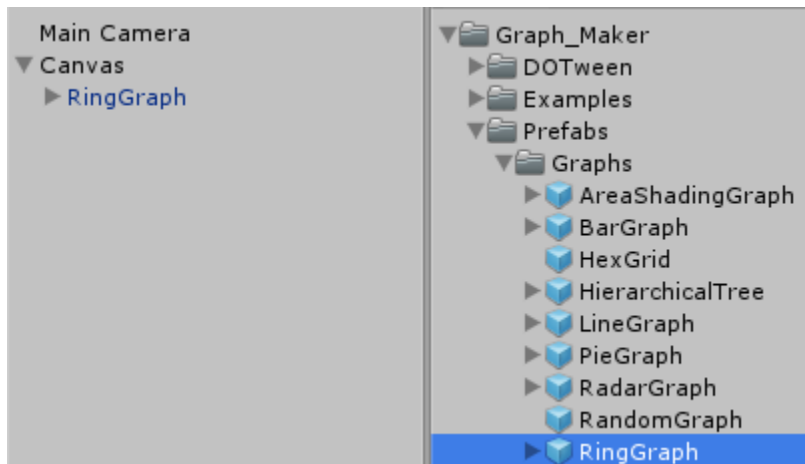 Main Camera
Canvas
RingGraph
Graph_Maker
DOTween
Examples
Prefabs
Graphs
AreaShadingGraph
BarGraph
HexGrid
HierarchicalTree
LineGraph
PieGraph
RadarGraph
RandomGraph
RingGraph